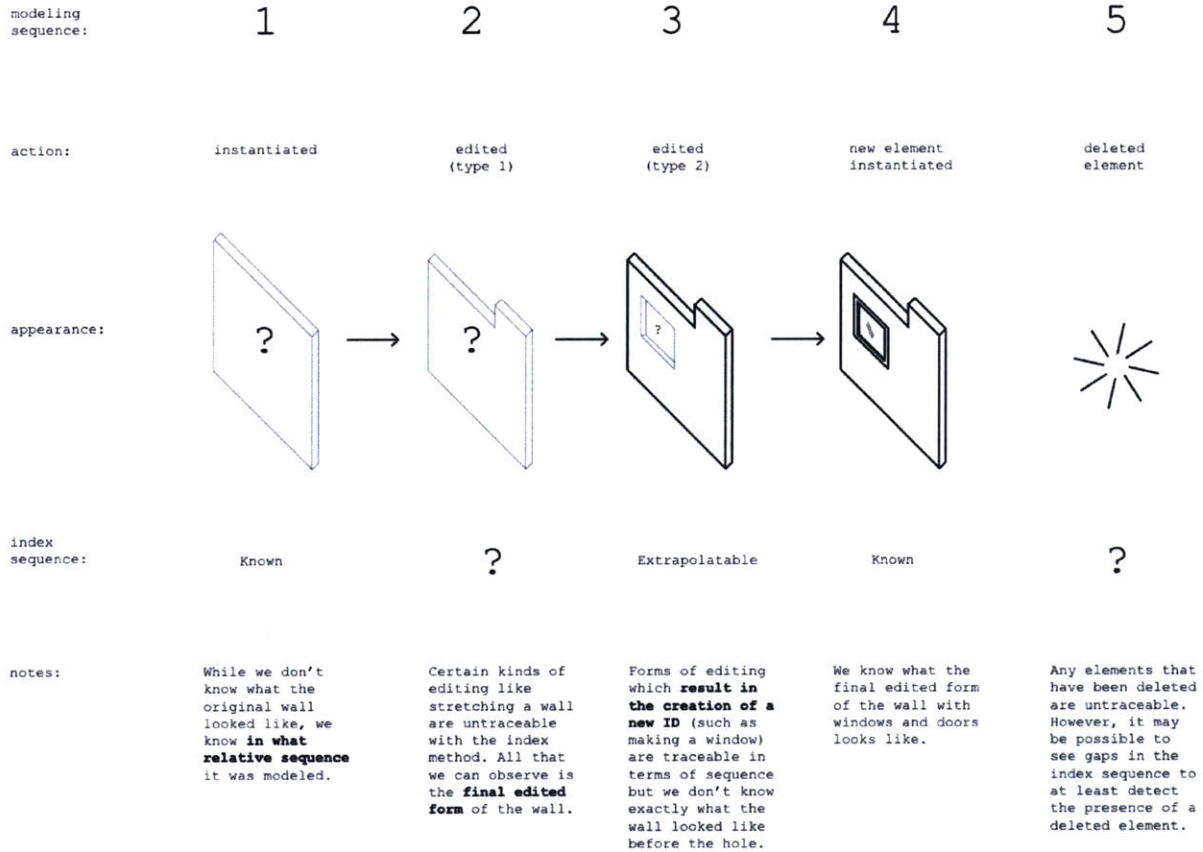 modeling
sequence:
1
2
3
4
5
action:
instantiated
edited
(type 1)
edited
(type 2)
new element
instantiated
deleted
element
appearance:
?
?
?
index
sequence:
Known
?
Extrapolatable
Known
?
notes:
While we don't
know what the
original wall
looked like, we
know in what
relative sequence
it was modeled.
Certain kinds of
editing like
stretching a wall
are untraceable
with the index
method. All that
we can observe is
the final edited
form of the wall.
Forms of editing
which result in
the creation of a
new ID (such as
making a window)
are traceable in
terms of sequence
but we don't know
exactly what the
wall looked like
before the hole.
We know what the
final edited form
of the wall with
windows and doors
looks like.
Any elements that
have been deleted
are untraceable.
However, it may
be possible to
see gaps in the
index sequence to
at least detect
the presence of a
deleted element.